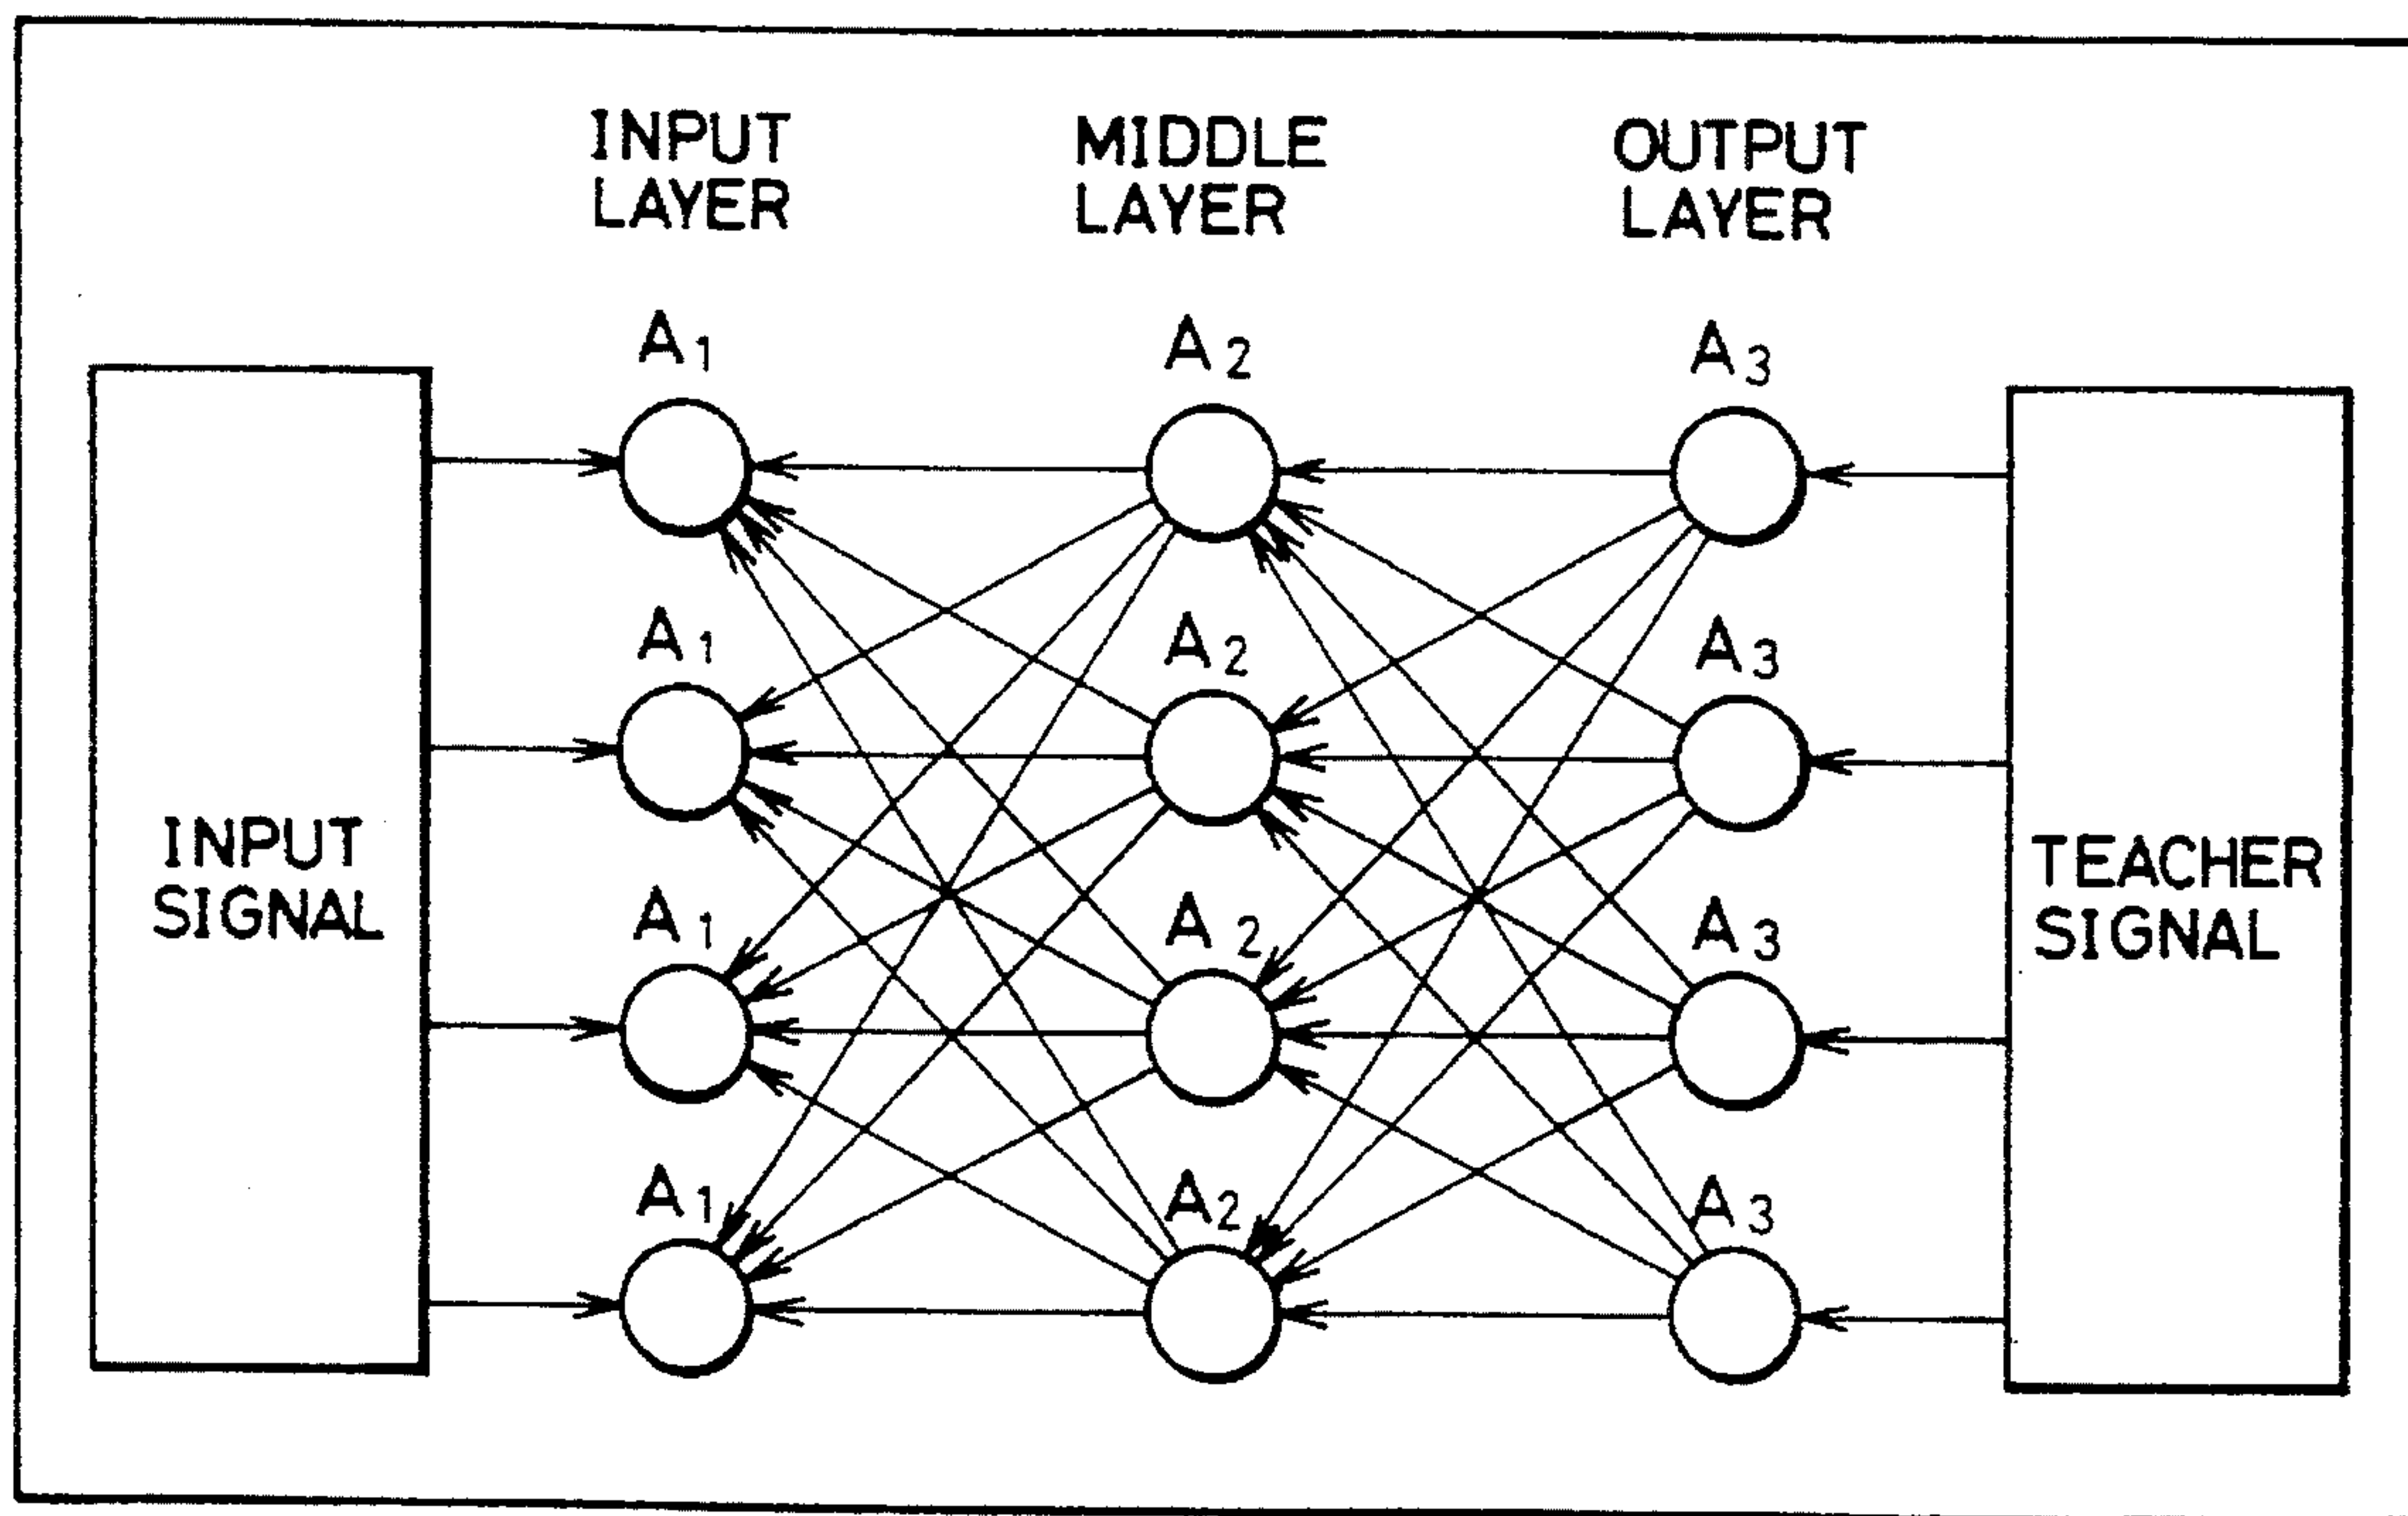 INPUT
LAYER
MIDDLE
LAYER
OUTPUT
LAYER
A1 A2 A3
A1 A2 A3
INPUT
SIGNAL
TEACHER
SIGNAL
A1 A2 A3
A1 A2 A3